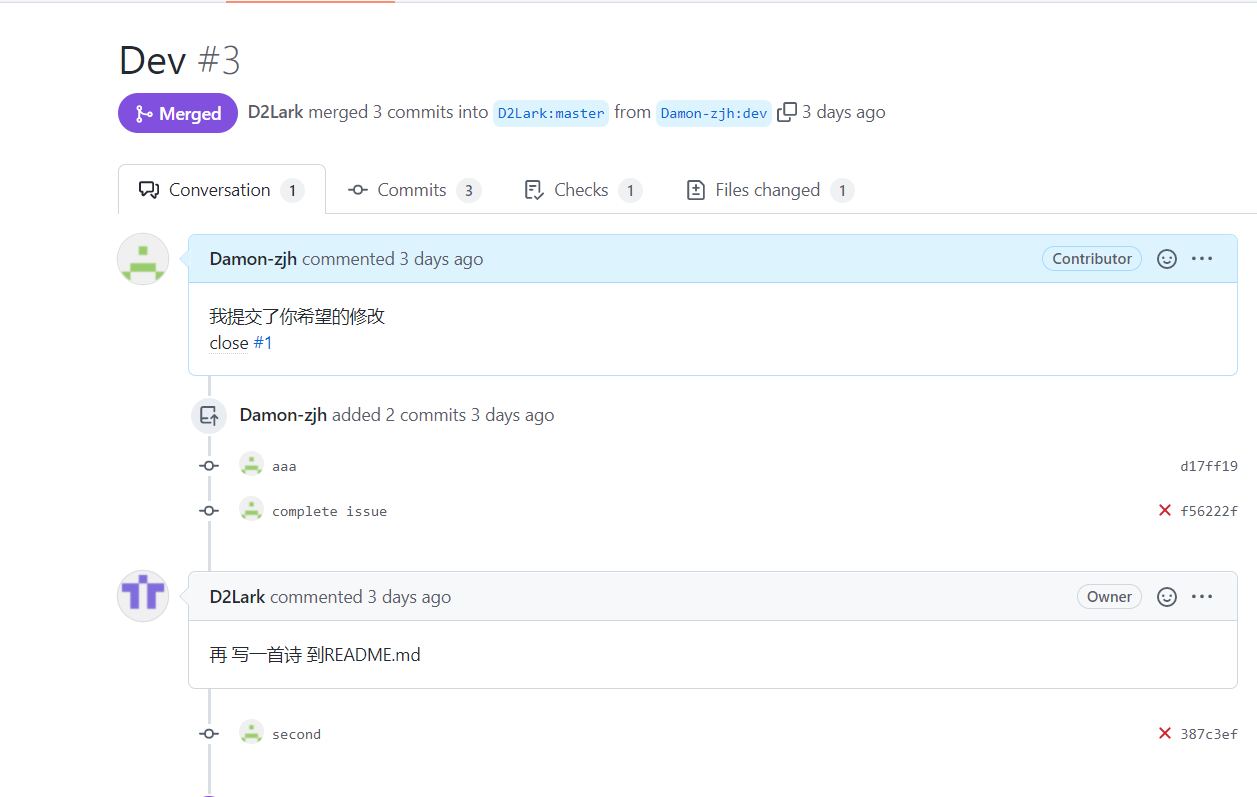 Dev #3
Merged D2Lark merged 3 commits into D2Lark:master from Damon-zjh:dev 3 days ago
Conversation 1 Commits 3 Checks 1 Files changed 1
Damon-zjh commented 3 days ago Contributor
我提交了你希望的修改
close #1
Damon-zjh added 2 commits 3 days ago
aaa d17ff19
complete issue f56222f
D2Lark commented 3 days ago Owner
再 写一首诗 到README.md
second 387c3ef